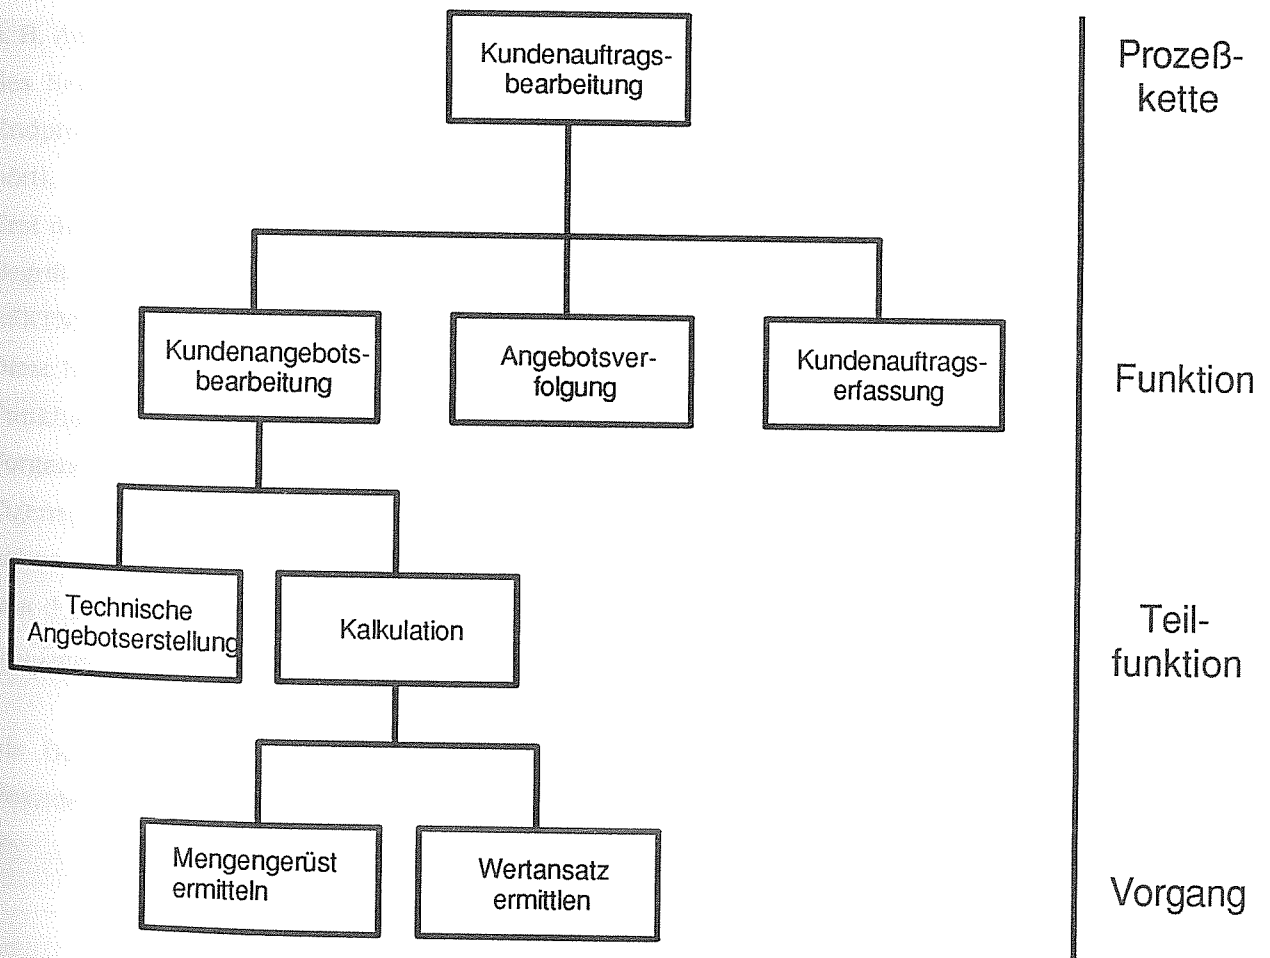 Kundenauftrags-
bearbeitung
Prozeß-
kette
Kundenangebots-
bearbeitung
Angebotsver-
folgung
Kundenauftrags-
erfassung
Funktion
Technische
Angebotserstellung
Kalkulation
Teil-
funktion
Mengengerüst
ermitteln
Wertansatz
ermittlen
Vorgang